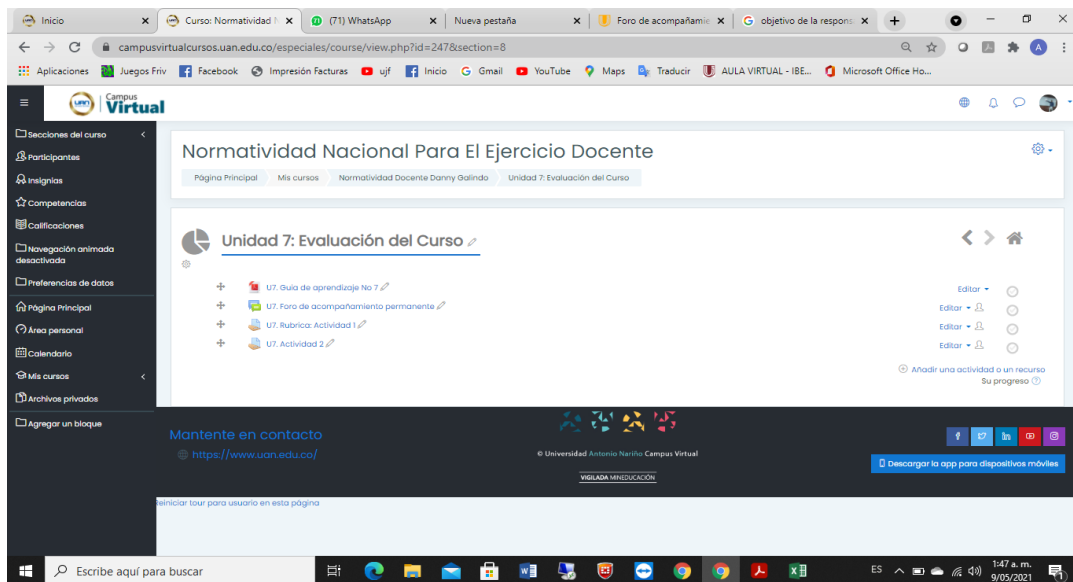 Inicio
Curso: Normatividad N
(71) WhatsApp
Nueva pestaña
Foro de acompañamie
objetivo de la respons
campusvirtualcursos.uan.edu.co/especiales/course/view.php?id=247&section=8
A
Aplicaciones Juegos Friv Facebook Impresión Facturas ujf Inicio Gmail YouTube Maps Traducir AULA VIRTUAL - IBE... Microsoft Office Ho...
uan Campus
Virtual
Secciones del curso
Participantes
Insignias
Competencias
Calificaciones
Navegación animada
desactivada
Preferencias de datos
Página Principal
Área personal
Calendario
Mis cursos
Archivos privados
Agregar un bloque
Normatividad Nacional Para El Ejercicio Docente
Página Principal Mis cursos Normatividad Docente Danny Galindo Unidad 7: Evaluación del Curso
Unidad 7: Evaluación del Curso
U7. Guia de aprendizaje No 7 Editar
U7. Foro de acompañamiento permanente Editar
U7. Rubrica: Actividad 1 Editar
U7. Actividad 2 Editar
Añadir una actividad o un recurso
Su progreso
Mantente en contacto
https://www.uan.edu.co/
© Universidad Antonio Nariño Campus Virtual
VIGILADA MINEDUCACIÓN
Descargar la app para dispositivos móviles
Reiniciar tour para usuario en esta página
Escribe aquí para buscar
ES
1:47 a. m.
9/05/2021